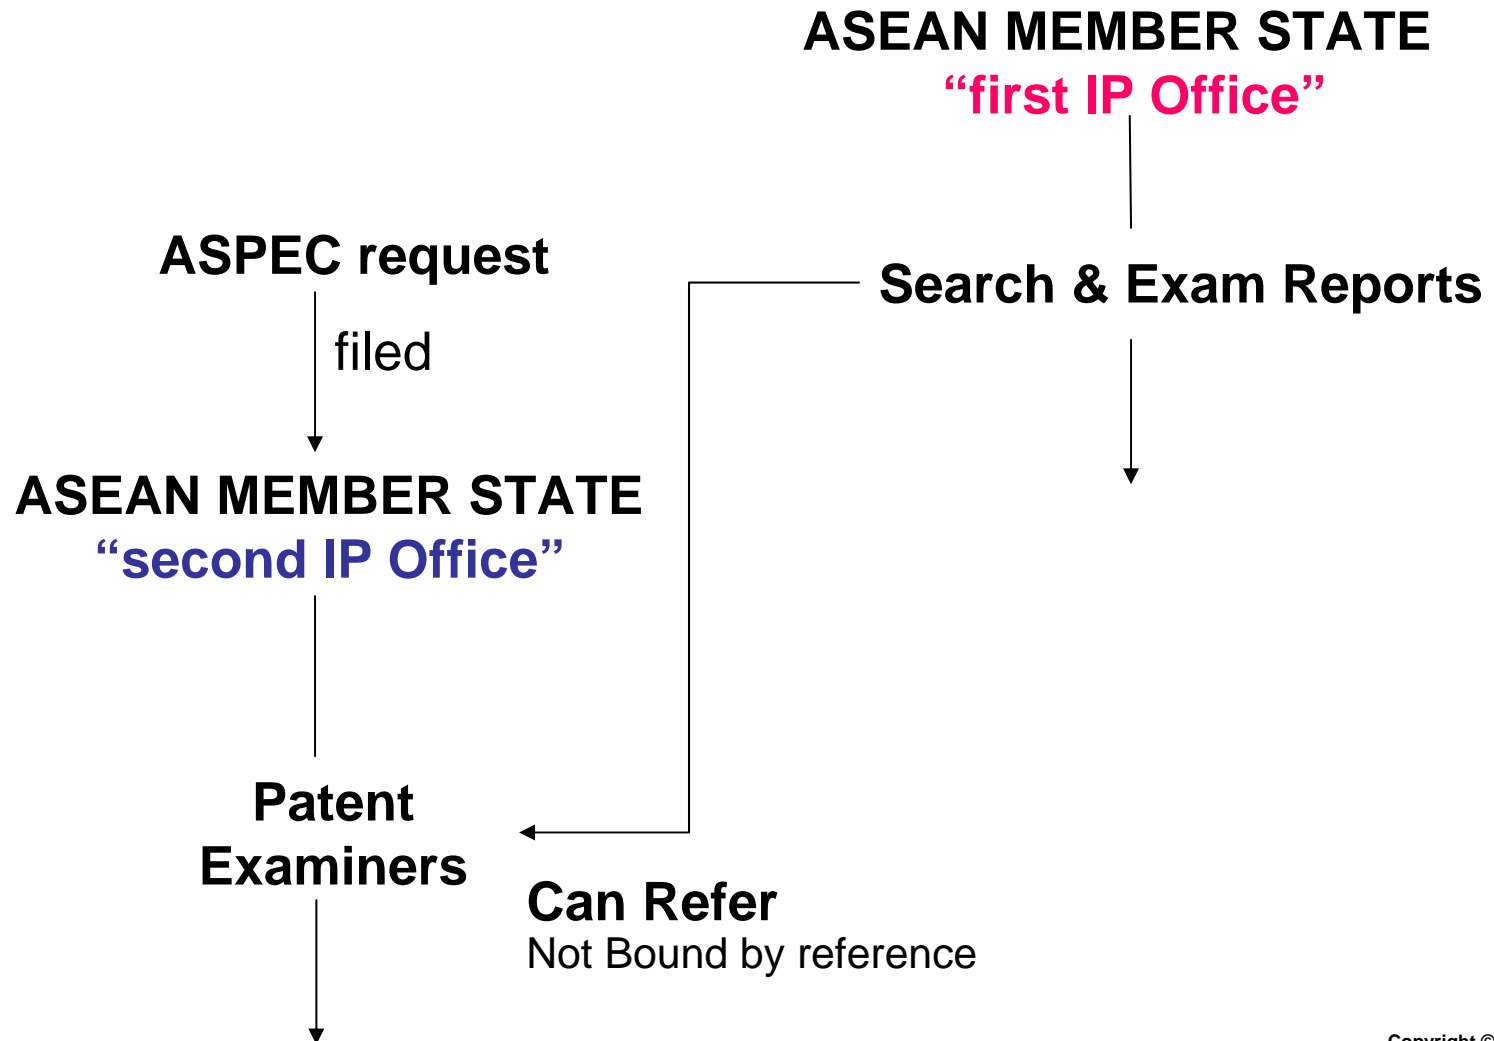 ASEAN MEMBER STATE
“first IP Office”
ASPEC request
Search & Exam Reports
filed
ASEAN MEMBER STATE
“second IP Office”
Patent
Examiners
Can Refer
Not Bound by reference
Copyright ©